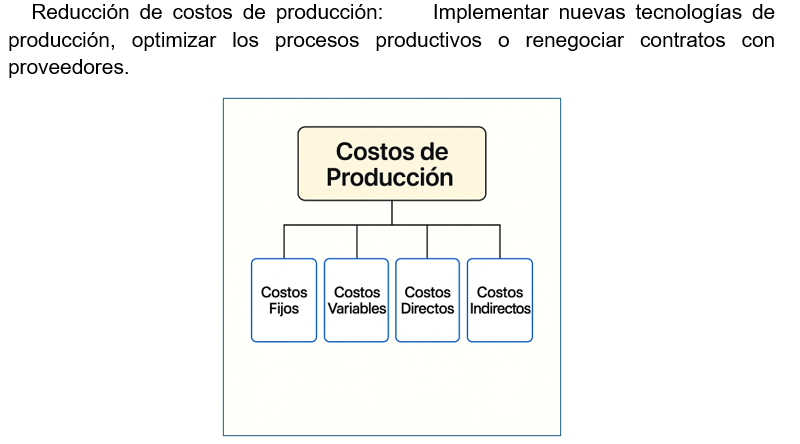 Reducción de costos de producción: Implementar nuevas tecnologías de
producción, optimizar los procesos productivos o renegociar contratos con
proveedores.
Costos de
Producción
Costos
Fijos
Costos
Variables
Costos
Directos
Costos
Indirectos